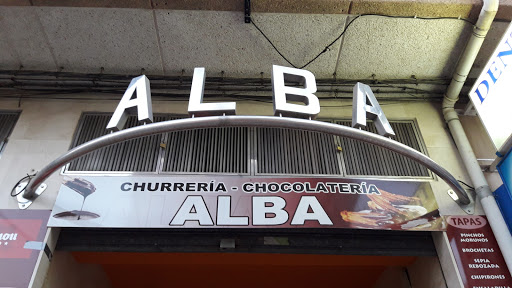 ALBA
CHURRERÍA - CHOCOLATERÍA
ALBA
TAPAS
PINCHOS
MORUNOS
BROCHETAS
SEPIA
REBOZADA
CHIPIRONES